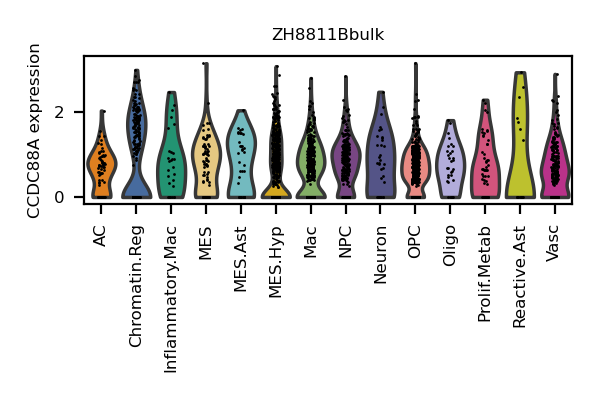 ZH8811Bbulk
CCDC88A expression
2
0
AC
Chromatin.Reg
Inflammatory.Mac
MES
MES.Ast
MES.Hyp
Mac
NPC
Neuron
OPC
Oligo
Prolif.Metab
Reactive.Ast
Vasc